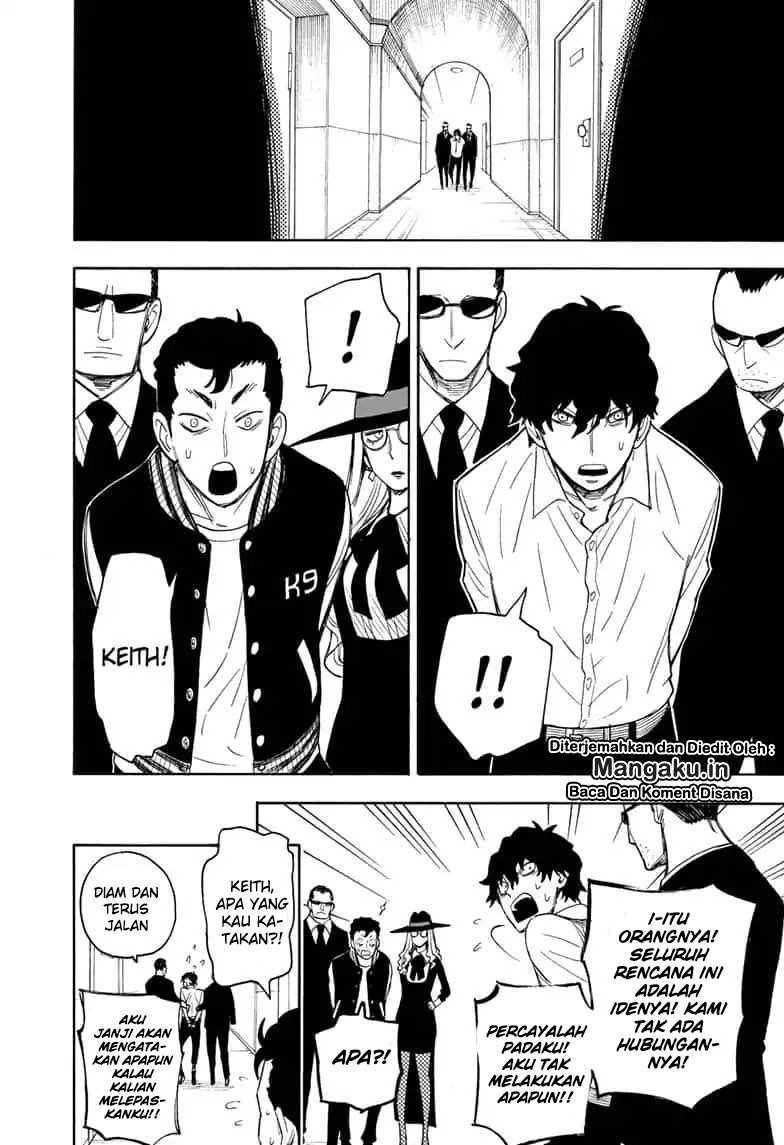 !
!!
KEITH!
K9
Diterjemahkan dan Diedit Oleh :
Mangaku.in
Baca Dan Koment Disana
I-ITU
ORANGNYA!
SELURUH
RENCANA INI
ADALAH
IDENYA! KAMI
TAK ADA
HUBUNGAN-
NYA!
PERCAYALAH
PADAKU!
AKU TAK
MELAKUKAN
APAPUN!!
APA?!
KEITH,
APA YANG
KAU KA-
TAKAN?!
DIAM DAN
TERUS
JALAN
AKU
JANJI AKAN
MENGATA-
KAN APAPUN
KALAU
KALIAN
MELEPAS-
KANKU!!